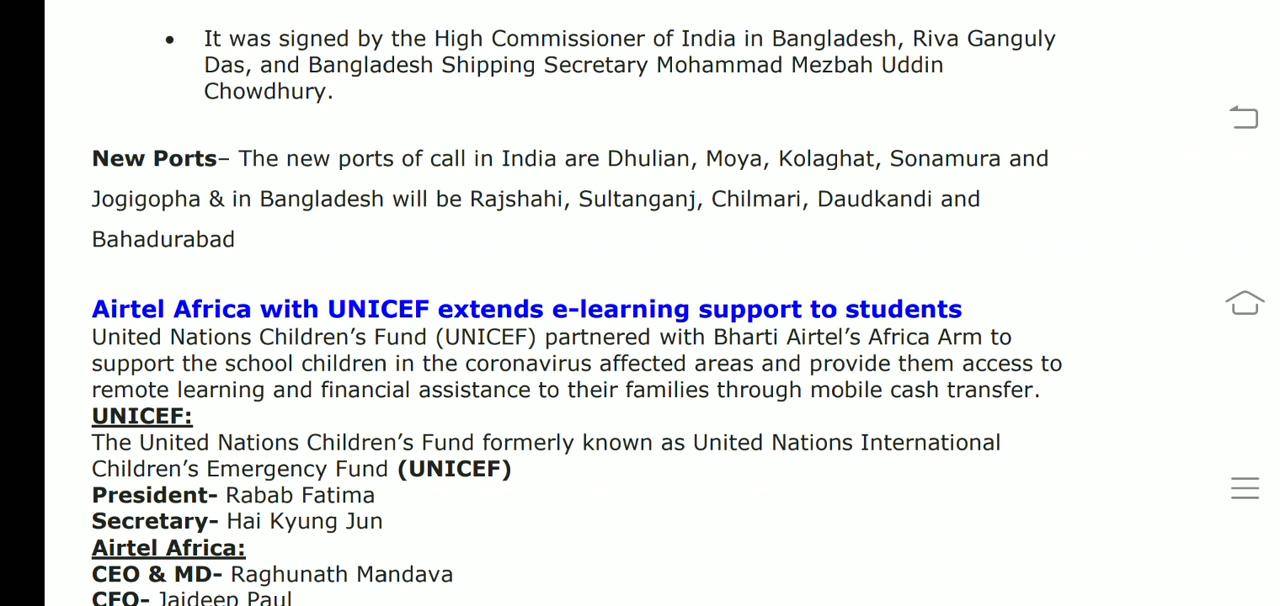 • It was signed by the High Commissioner of India in Bangladesh, Riva Ganguly
Das, and Bangladesh Shipping Secretary Mohammad Mezbah Uddin
Chowdhury.
New Ports– The new ports of call in India are Dhulian, Moya, Kolaghat, Sonamura and
Jogigopha & in Bangladesh will be Rajshahi, Sultanganj, Chilmari, Daudkandi and
Bahadurabad
Airtel Africa with UNICEF extends e-learning support to students
United Nations Children’s Fund (UNICEF) partnered with Bharti Airtel’s Africa Arm to
support the school children in the coronavirus affected areas and provide them access to
remote learning and financial assistance to their families through mobile cash transfer.
UNICEF:
The United Nations Children’s Fund formerly known as United Nations International
Children’s Emergency Fund (UNICEF)
President- Rabab Fatima
Secretary- Hai Kyung Jun
Airtel Africa:
CEO & MD- Raghunath Mandava
CFO- Jaideep Paul